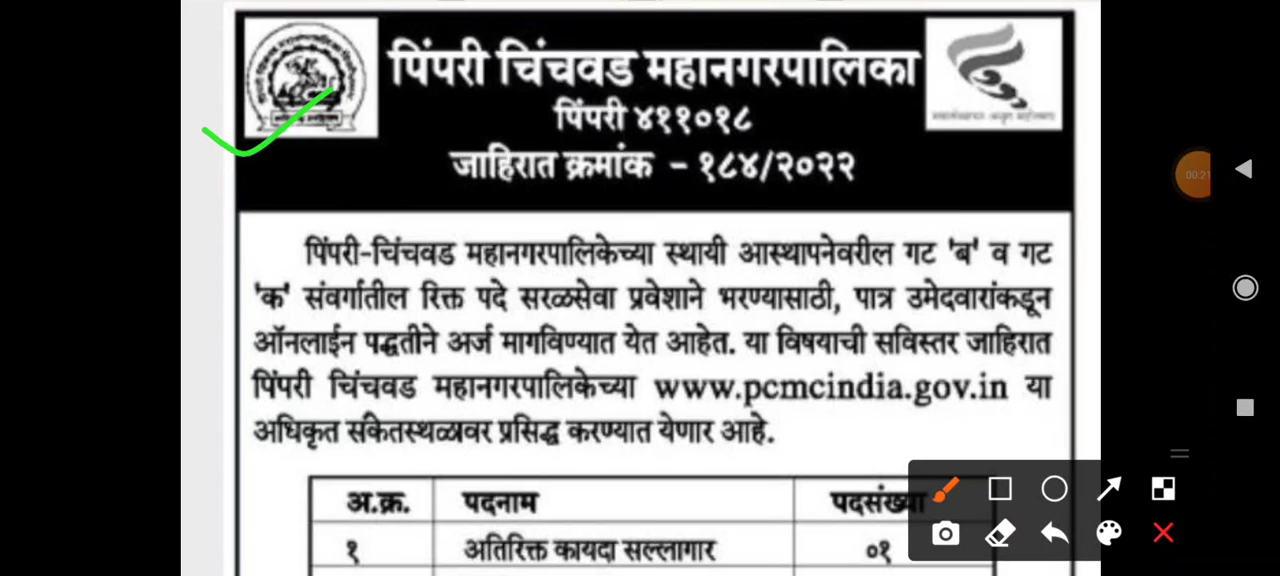 पिंपरी चिंचवड महानगरपालिका
पिंपरी ४११०१८
जाहिरात क्रमांक - १८४/२०२२
पिंपरी-चिंचवड महानगरपालिकेच्या स्थायी आस्थापनेवरील गट 'ब' व गट
'क' संवर्गातील रिक्त पदे सरळसेवा प्रवेशाने भरण्यासाठी, पात्र उमेदवारांकडून
ऑनलाईन पद्धतीने अर्ज मागविण्यात येत आहेत. या विषयाची सविस्तर जाहिरात
पिंपरी चिंचवड महानगरपालिकेच्या www.pcmcindia.gov.in या
अधिकृत संकेतस्थळावर प्रसिद्ध करण्यात येणार आहे.
अ.क्र. पदनाम पदसंख्या
१ अतिरिक्त कायदा सल्लागार ०१
00:21